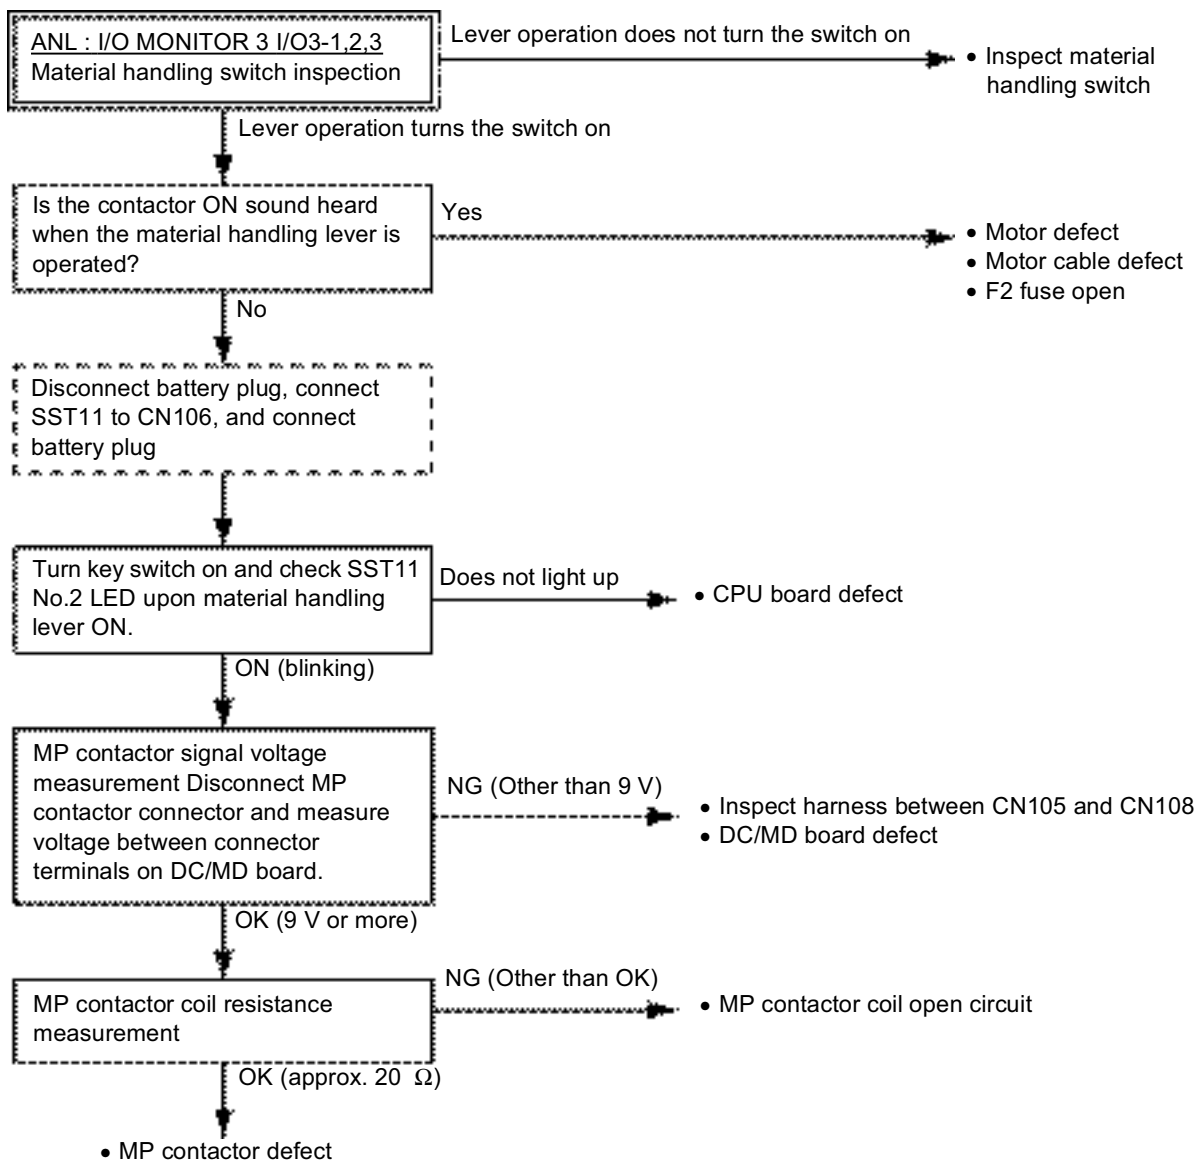 ANL : I/O MONITOR 3 I/O3-1,2,3
Material handling switch inspection
Lever operation does not turn the switch on
• Inspect material
handling switch
Lever operation turns the switch on
Is the contactor ON sound heard
when the material handling lever is
operated?
Yes
• Motor defect
• Motor cable defect
• F2 fuse open
No
Disconnect battery plug, connect
SST11 to CN106, and connect
battery plug
Turn key switch on and check SST11
No.2 LED upon material handling
lever ON.
Does not light up
• CPU board defect
ON (blinking)
MP contactor signal voltage
measurement Disconnect MP
contactor connector and measure
voltage between connector
terminals on DC/MD board.
NG (Other than 9 V)
• Inspect harness between CN105 and CN108
• DC/MD board defect
OK (9 V or more)
MP contactor coil resistance
measurement
NG (Other than OK)
• MP contactor coil open circuit
OK (approx. 20 Ω)
• MP contactor defect